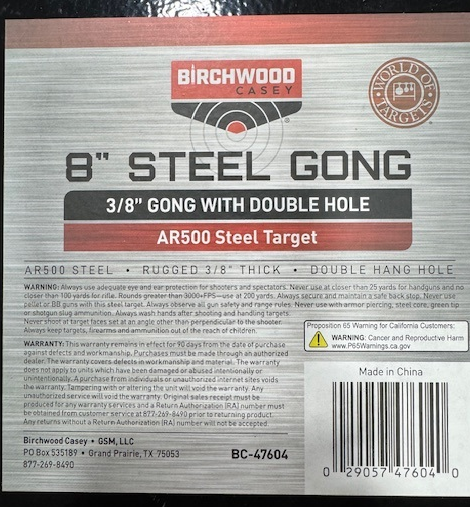 BiRCHWOOD
CASEY
WORLD OF
TARGETS
8" STEEL GONG
3/8" GONG WITH DOUBLE HOLE
AR500 Steel Target
AR500 STEEL • RUGGED 3/8" THICK • DOUBLE HANG HOLE
WARNING: Always use adequate eye and ear protection for shooters and spectators. Never use at closer than 25 yards for handguns and no
closer than 100 yards for rifle. Rounds greater than 3000+FPS—use at 200 yards. Always secure and maintain a safe back stop. Never use
pellet or BB guns with this steel target. Always observe all gun safety and range rules. Never use with armor piercing, steel core, green tip
or shotgun slug ammunition. Always wash hands after shooting and handling targets.
Never shoot at target faces set at an angle other than perpendicular to the shooter.
Always keep targets, firearms and ammunition out of the reach of children.
WARRANTY: This warranty remains in effect for 90 days from the date of purchase
against defects and workmanship. Purchases must be made through an authorized
dealer. The warranty covers defects in workmanship and material. The warranty
does not apply to units which have been damaged or abused intentionally or
unintentionally. A purchase from individuals or unauthorized internet sites voids
the warranty. Tampering with or altering the unit will void the warranty. Any
unauthorized service will void the warranty. Original sales receipt must be
produced for any warranty services and a Return Authorization (RA) number must
be obtained from customer service at 877-269-8490 prior to returning product.
Any returns without a Return Authorization (RA) number will not be accepted.
Proposition 65 Warning for California Customers:
WARNING: Cancer and Reproductive Harm
www.P65Warnings.ca.gov
Made in China
Birchwood Casey • GSM, LLC
PO Box 535189 • Grand Prairie, TX 75053
877-269-8490
BC-47604
0 29057 47604 0